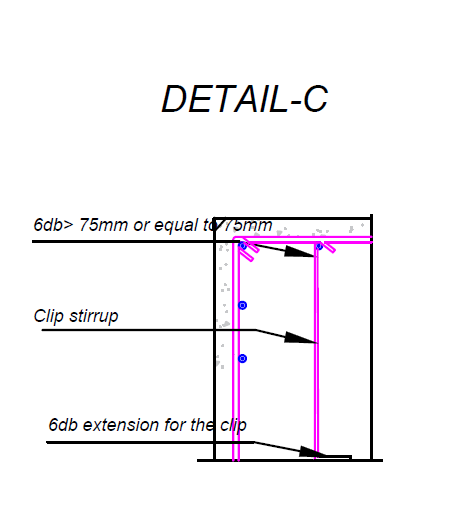 DETAIL-C
6db> 75mm or equal to 75mm
Clip stirrup
6db extension for the clip